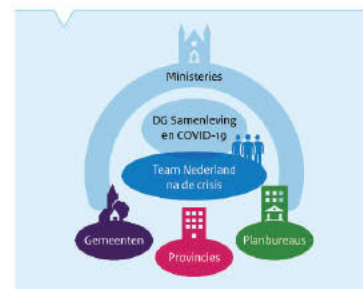 Ministeries
DG Samenleving
en COVID-19
Team Nederland
na de crisis
Gemeenten
Provincies
Planbureaus